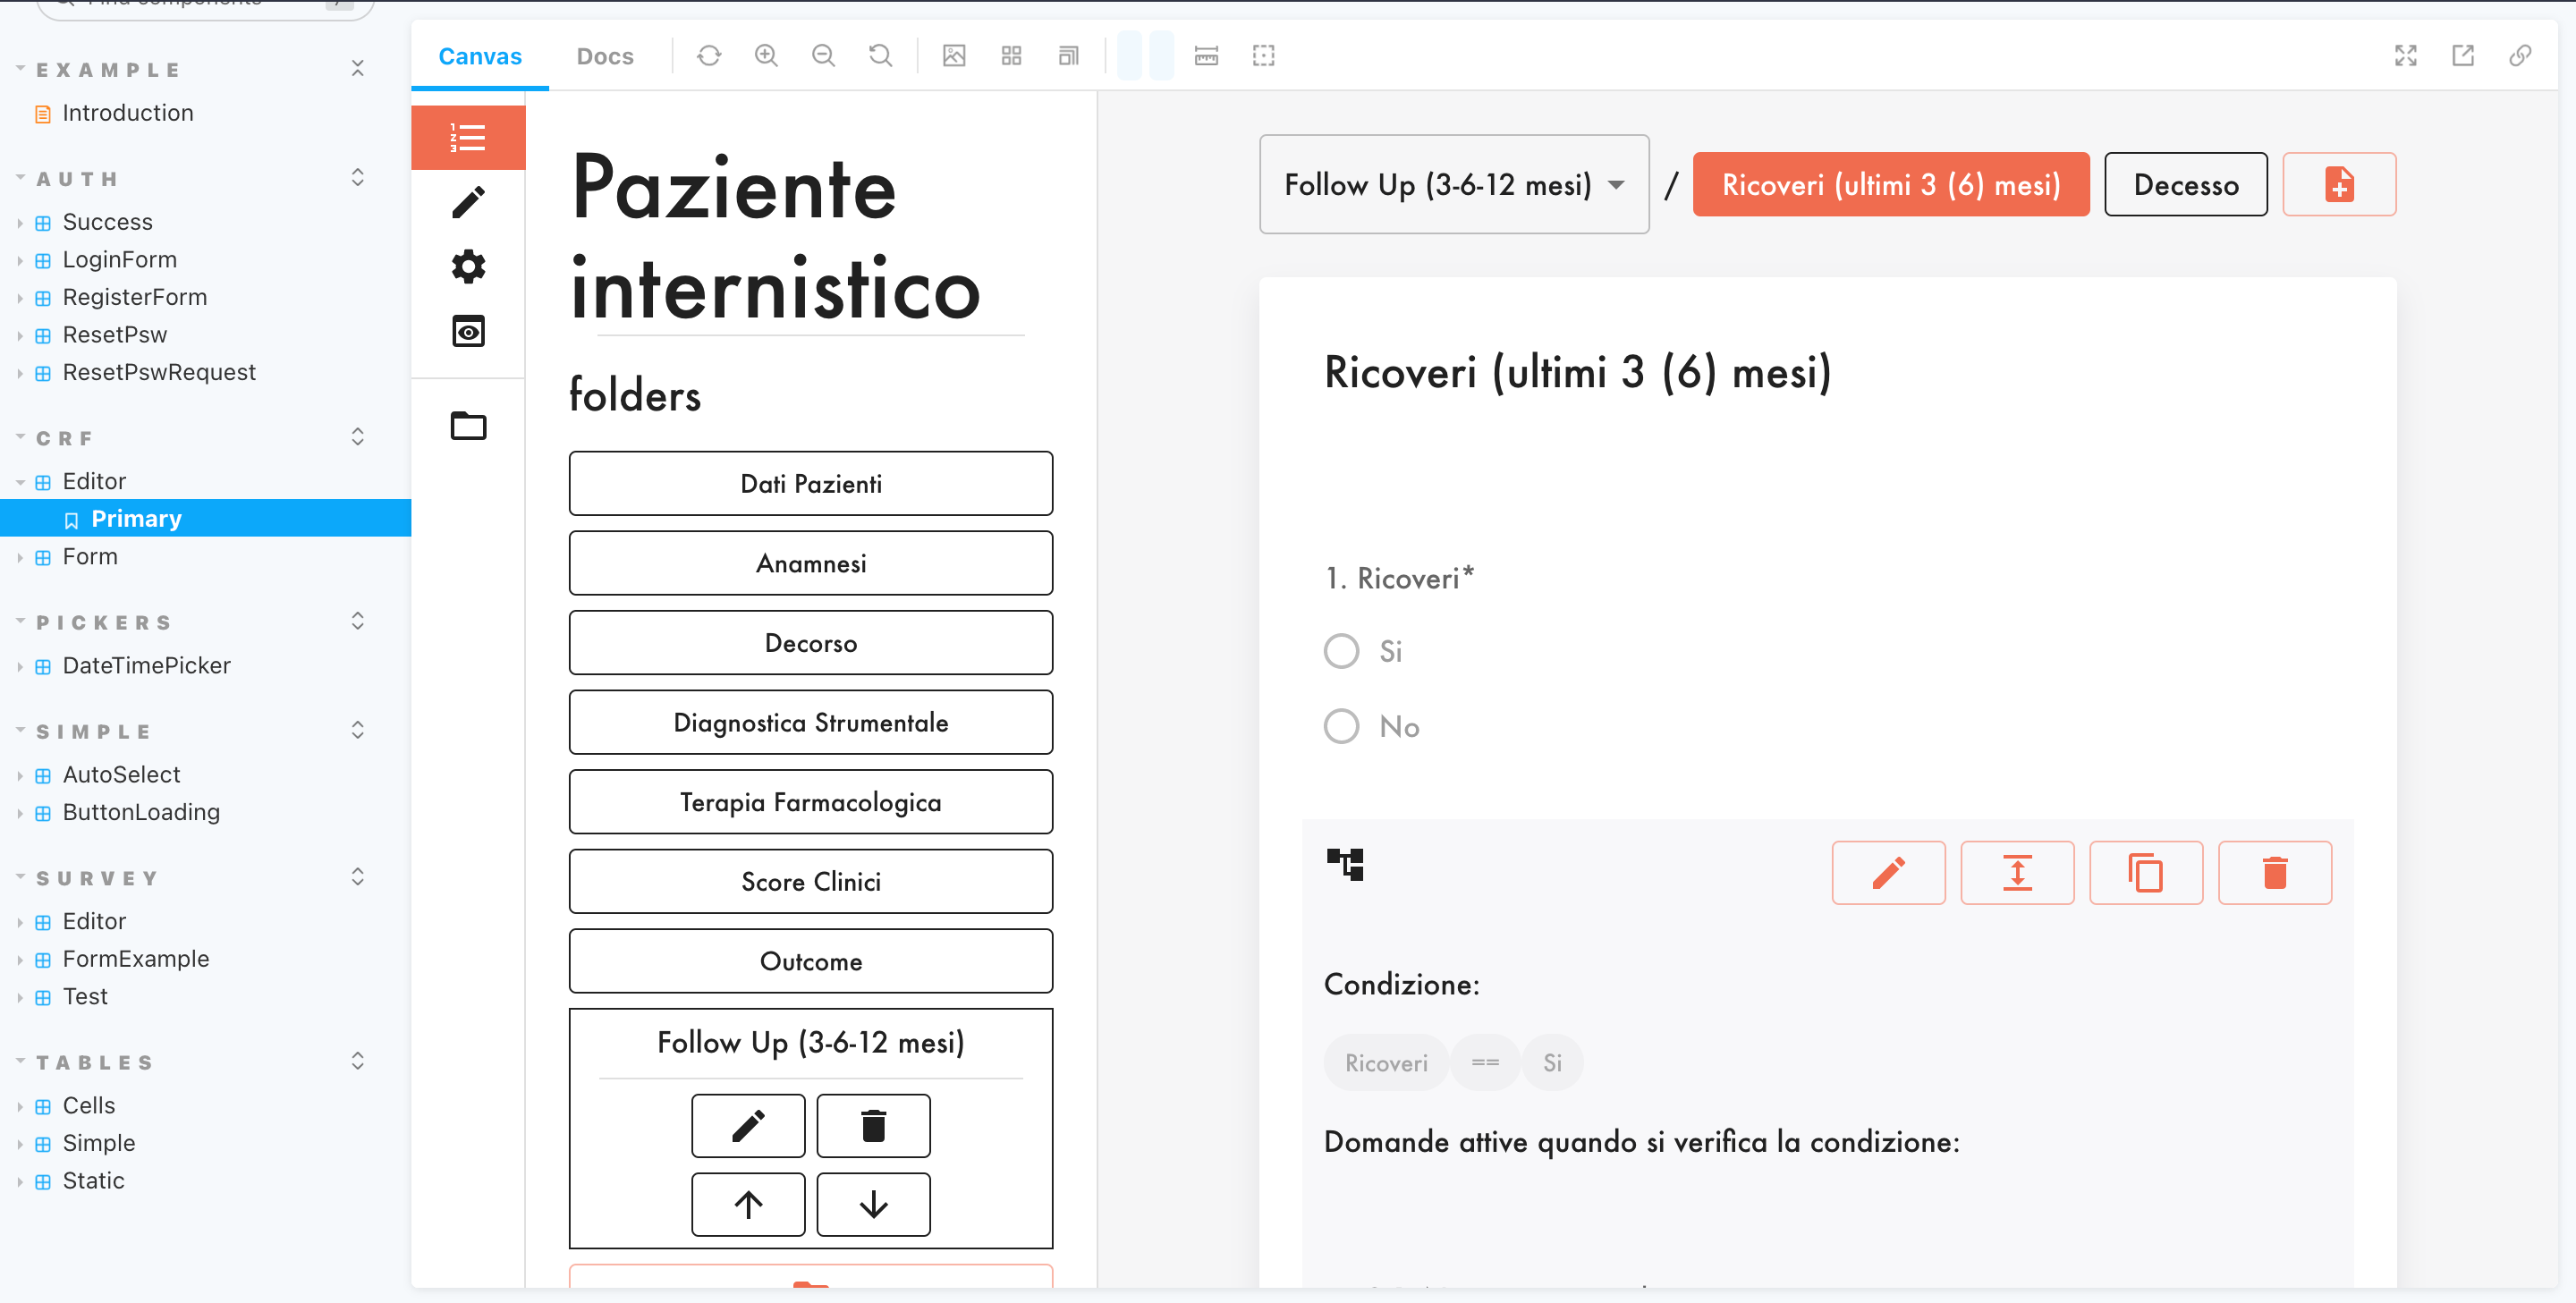 Find components
/
EXAMPLE
Introduction
AUTH
Success
LoginForm
RegisterForm
ResetPsw
ResetPswRequest
CRF
Editor
Primary
Form
PICKERS
DateTimePicker
SIMPLE
AutoSelect
ButtonLoading
SURVEY
Editor
FormExample
Test
TABLES
Cells
Simple
Static
Canvas
Docs
Paziente
internistico
folders
Dati Pazienti
Anamnesi
Decorso
Diagnostica Strumentale
Terapia Farmacologica
Score Clinici
Outcome
Follow Up (3-6-12 mesi)
Follow Up (3-6-12 mesi) / Ricoveri (ultimi 3 (6) mesi) Decesso
Ricoveri (ultimi 3 (6) mesi)
1. Ricoveri*
Si
No
Condizione:
Ricoveri == Si
Domande attive quando si verifica la condizione: